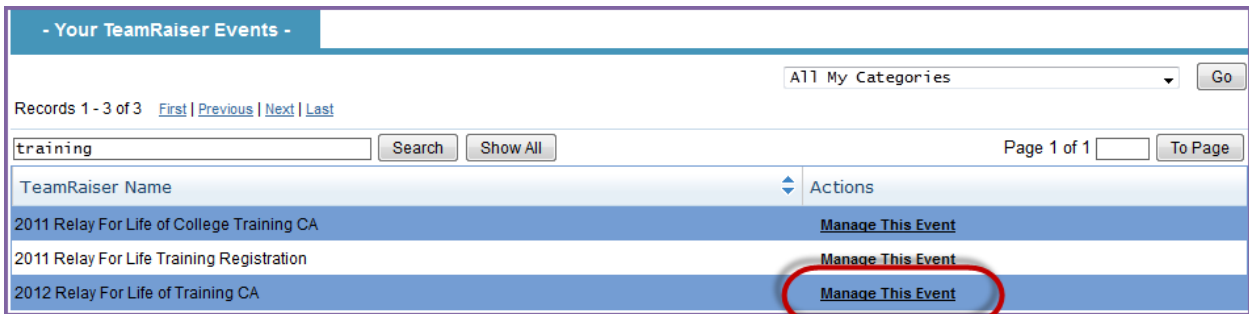 - Your TeamRaiser Events -
All My Categories Go
Records 1 - 3 of 3 First | Previous | Next | Last
training Search Show All Page 1 of 1 To Page
TeamRaiser Name Actions
2011 Relay For Life of College Training CA Manage This Event
2011 Relay For Life Training Registration Manage This Event
2012 Relay For Life of Training CA Manage This Event